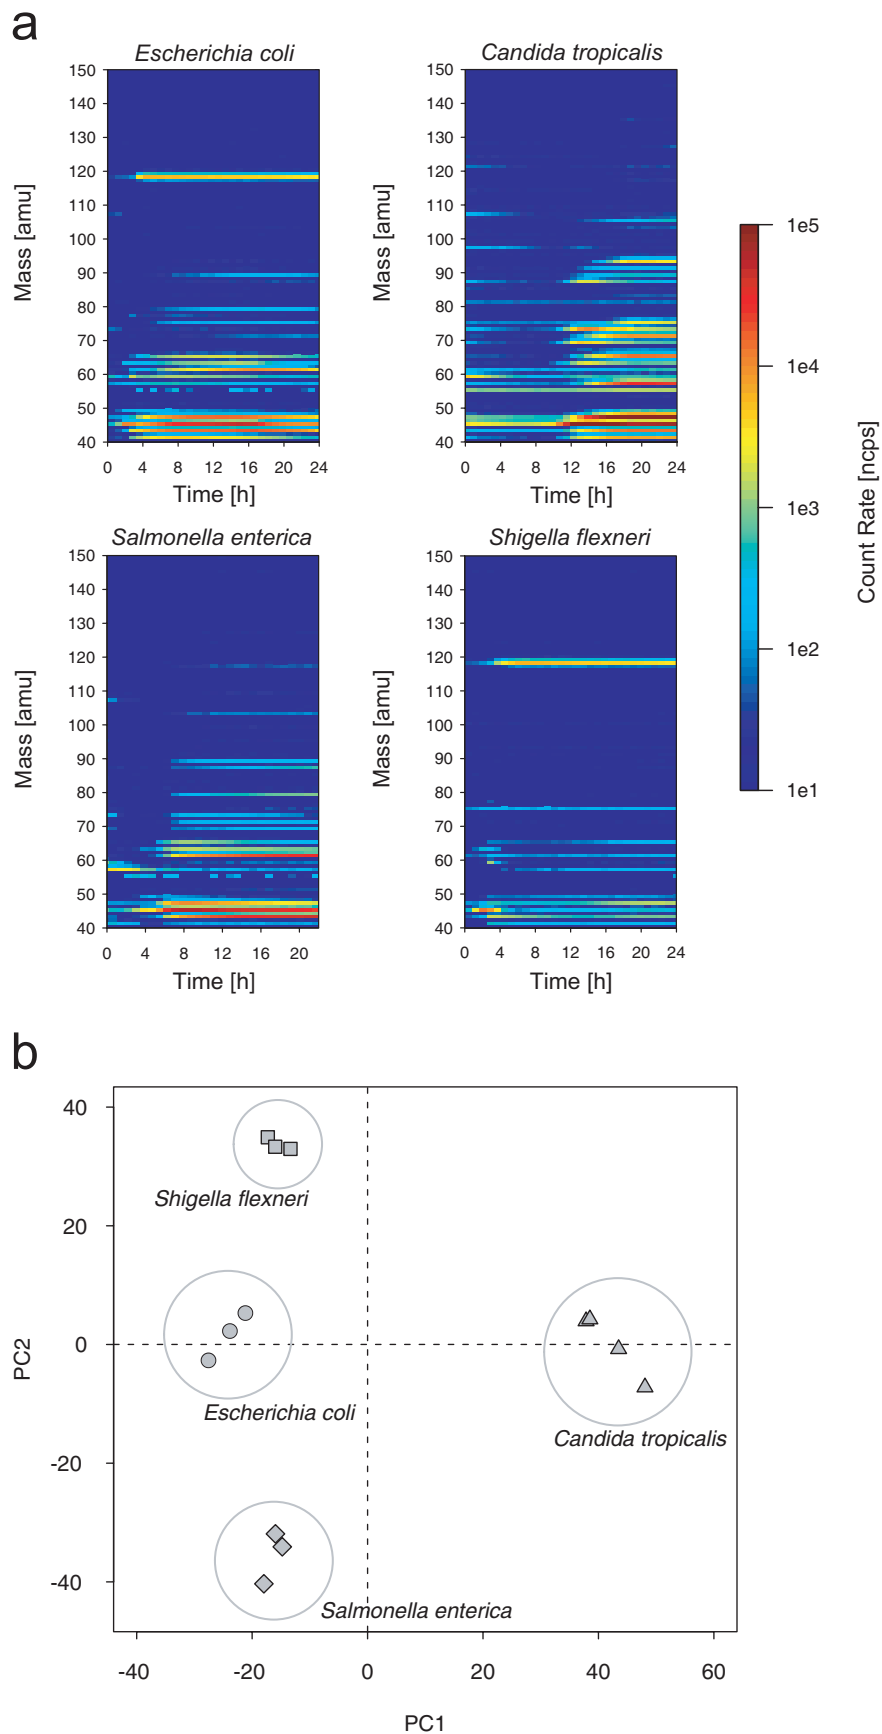 a
Escherichia coli
Candida tropicalis
150
140
130
120
110
100
90
80
70
60
50
40
Mass [amu]
0 4 8 12 16 20 24
Time [h]
150
140
130
120
110
100
90
80
70
60
50
40
Mass [amu]
0 4 8 12 16 20 24
Time [h]
Salmonella enterica
Shigella flexneri
150
140
130
120
110
100
90
80
70
60
50
40
Mass [amu]
0 4 8 12 16 20
Time [h]
150
140
130
120
110
100
90
80
70
60
50
40
Mass [amu]
0 4 8 12 16 20 24
Time [h]
1e5
1e4
1e3
1e2
1e1
Count Rate [ncps]
b
40
20
0
-20
-40
PC2
Shigella flexneri
Escherichia coli
Candida tropicalis
Salmonella enterica
-40 -20 0 20 40 60
PC1